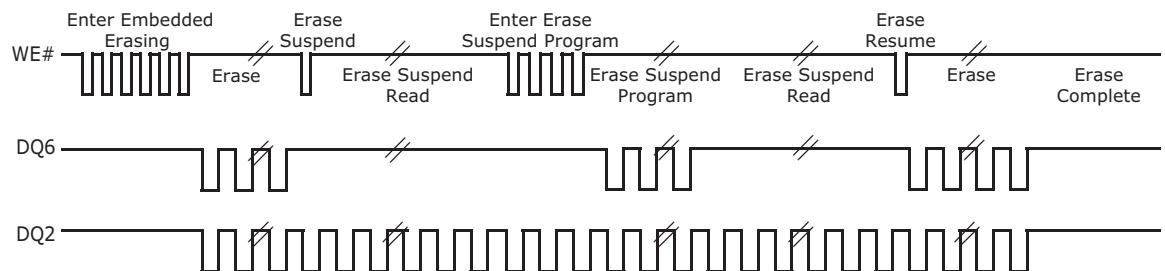 Enter Embedded
Erasing
Erase
Suspend
Enter Erase
Suspend Program
Erase
Resume
WE#
Erase
Erase Suspend
Read
Erase Suspend
Program
Erase Suspend
Read
Erase
Erase
Complete
DQ6
DQ2